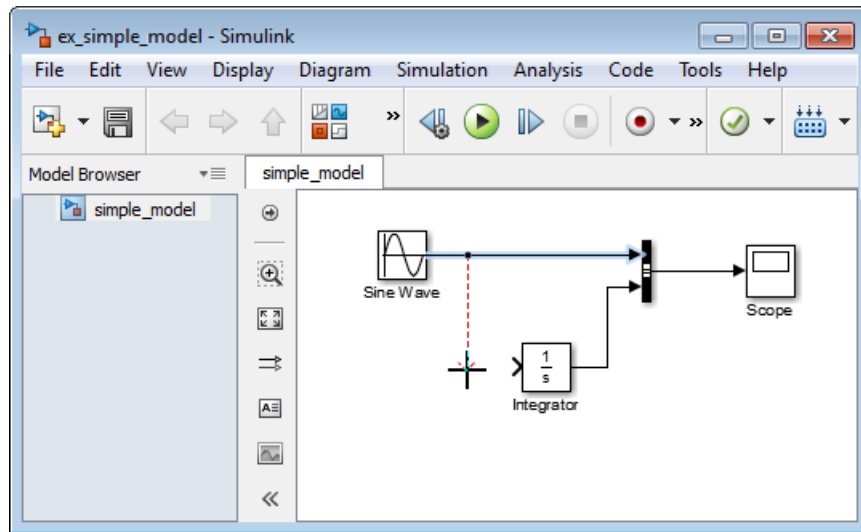 ex_simple_model - Simulink
File Edit View Display Diagram Simulation Analysis Code Tools Help
Model Browser
simple_model
simple_model
Sine Wave
Scope
1
s
Integrator